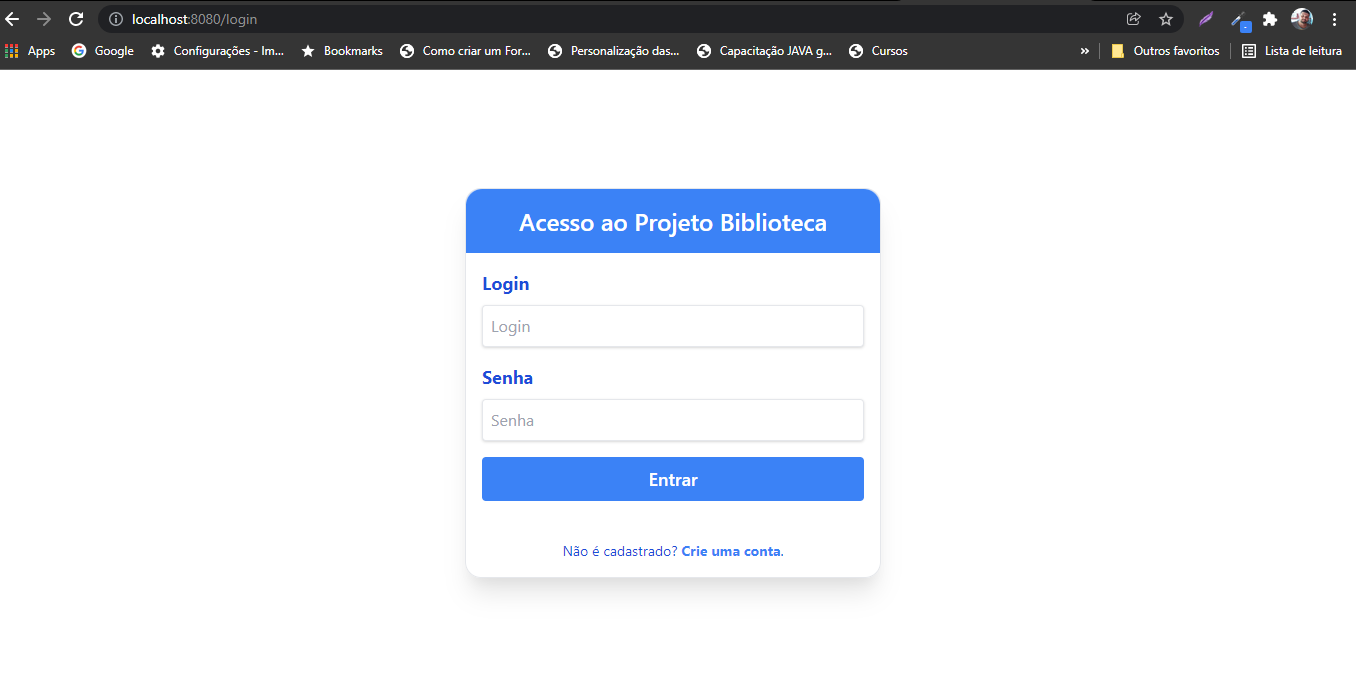 localhost:8080/login
Apps Google Configurações - Im... Bookmarks Como criar um For... Personalização das... Capacitação JAVA g... Cursos » Outros favoritos Lista de leitura
Acesso ao Projeto Biblioteca
Login
Login
Senha
Senha
Entrar
Não é cadastrado? Crie uma conta.